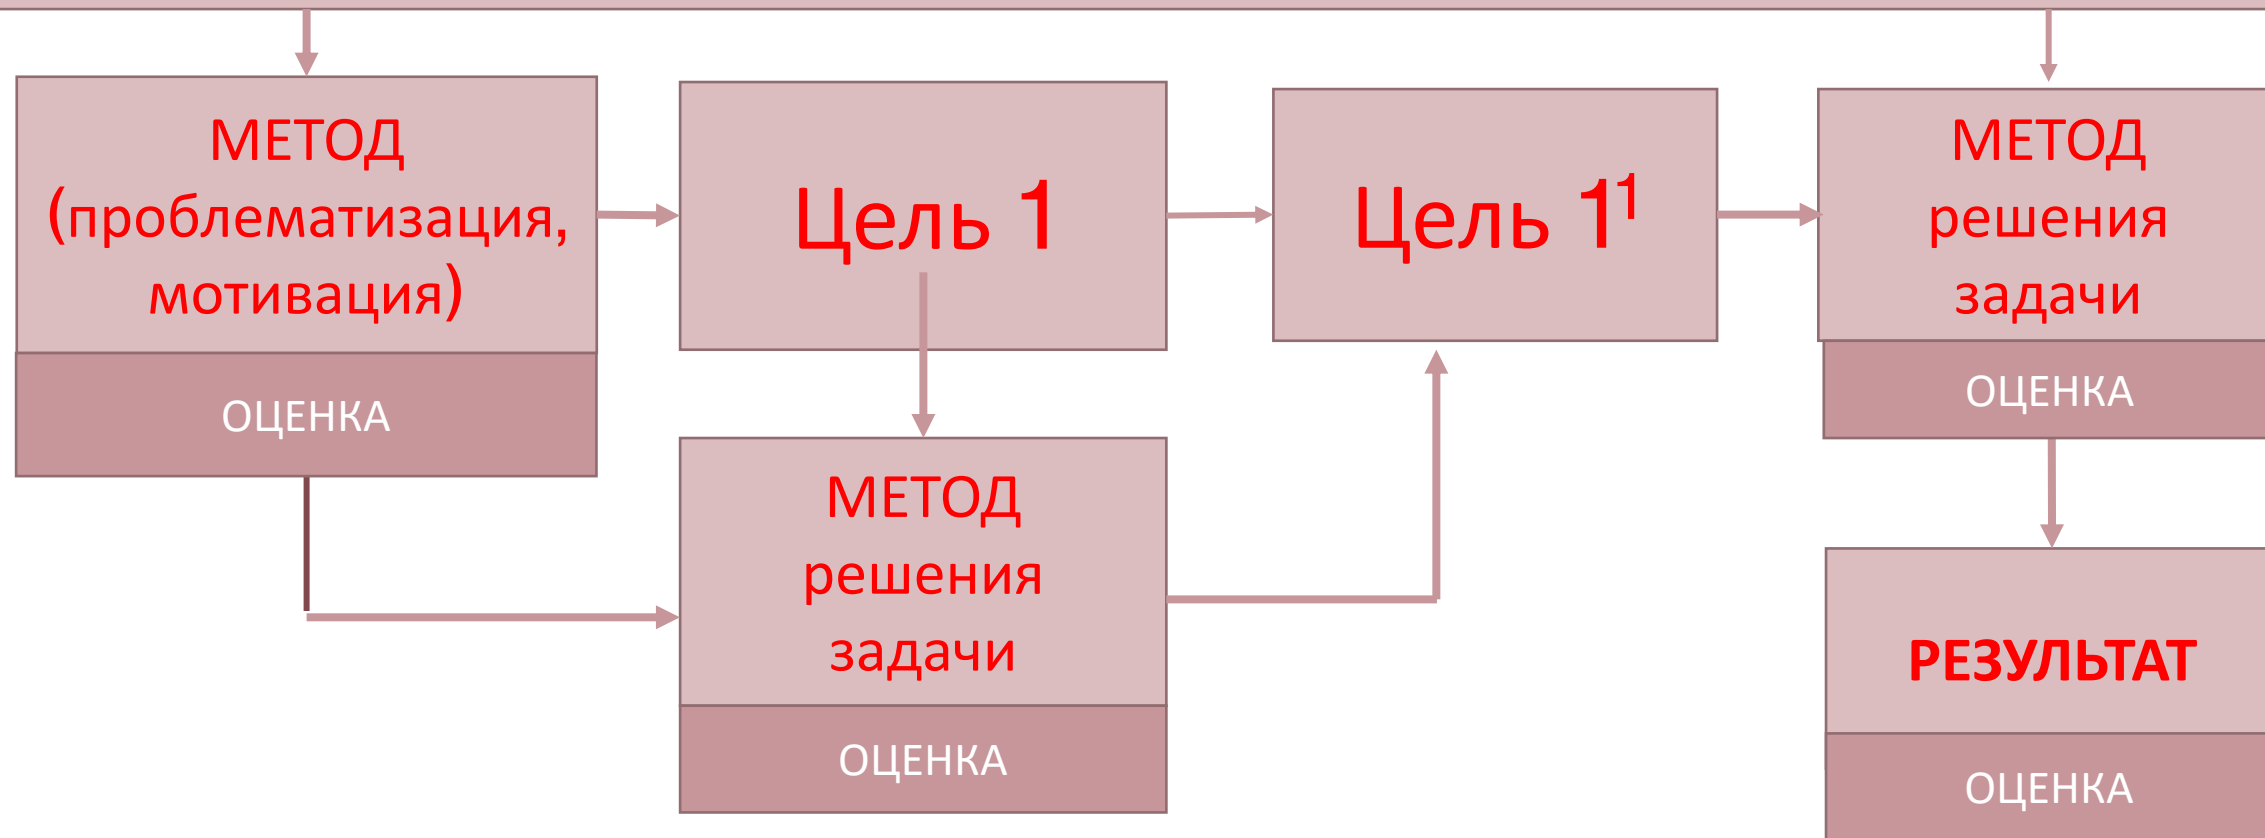 МЕТОД
(проблематизация,
мотивация)
ОЦЕНКА
Цель 1
МЕТОД
решения
задачи
ОЦЕНКА
Цель 1¹
МЕТОД
решения
задачи
ОЦЕНКА
РЕЗУЛЬТАТ
ОЦЕНКА